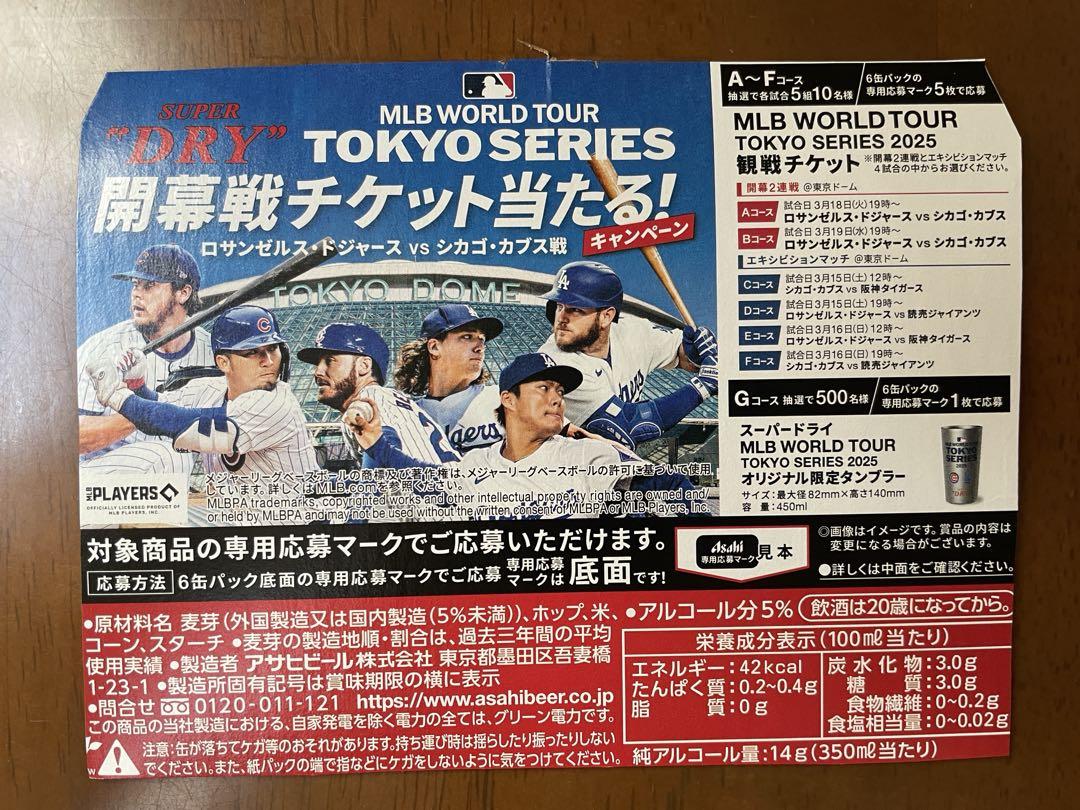 SUPER
"DRY"
MLB WORLD TOUR
TOKYO SERIES
開幕戦チケット当たる!
キャンペーン
ロサンゼルス・ドジャース vs シカゴ・カブス戦
TOKYO DOME
MLB PLAYERS
OFFICIALLY LICENSED PRODUCT OF
MLB PLAYERS, INC.
メジャーリーグベースボールの商標及び著作権は、メジャーリーグベースボールの許可に基づいて使用
しています。詳しくはMLB.comを参照ください。
MLBPA trademarks, copyrighted works and other intellectual property rights are owned and/
or held by MLBPA and may not be used without the written consent of MLBPA or MLB Players, Inc.
A〜Fコース
抽選で各試合5組10名様
6缶パックの
専用応募マーク5枚で応募
MLB WORLD TOUR
TOKYO SERIES 2025
観戦チケット
※開幕2連戦とエキシビションマッチ
4試合の中からお選びください。
開幕2連戦 @東京ドーム
Aコース 試合日3月18日(火)19時〜
ロサンゼルス・ドジャース vs シカゴ・カブス
Bコース 試合日3月19日(水)19時〜
ロサンゼルス・ドジャース vs シカゴ・カブス
エキシビションマッチ @東京ドーム
Cコース 試合日3月15日(土)12時〜
シカゴ・カブス vs 阪神タイガース
Dコース 試合日3月15日(土)19時〜
ロサンゼルス・ドジャース vs 読売ジャイアンツ
Eコース 試合日3月16日(日)12時〜
ロサンゼルス・ドジャース vs 阪神タイガース
Fコース 試合日3月16日(日)19時〜
シカゴ・カブス vs 読売ジャイアンツ
Gコース 抽選で500名様
6缶パックの
専用応募マーク1枚で応募
スーパードライ
MLB WORLD TOUR
TOKYO SERIES 2025
オリジナル限定タンブラー
サイズ:最大径82mm×高さ140mm
容 量:450ml
◎画像はイメージです。賞品の内容は
変更になる場合がございます。
●詳しくは中面をご確認ください。
対象商品の専用応募マークでご応募いただけます。
応募方法 6缶パック底面の専用応募マークでご応募 専用応募マークは底面です!
Asahi
専用応募マーク
見本
●原材料名 麦芽(外国製造又は国内製造(5%未満))、ホップ、米、
コーン、スターチ ●麦芽の製造地順・割合は、過去三年間の平均
使用実績 ●製造者 アサヒビール株式会社 東京都墨田区吾妻橋
1-23-1 ●製造所固有記号は賞味期限の横に表示
●問合せ 0120-011-121 https://www.asahibeer.co.jp
この商品の当社製造における、自家発電を除く電力の全ては、グリーン電力です。
注意:缶が落ちてケガ等のおそれがあります。持ち運び時は揺らしたり振ったりしない
でください。また、紙パックの端で指などにケガをしないように気をつけてください。
●アルコール分5% 飲酒は20歳になってから。
栄養成分表示(100mℓ当たり)
エネルギー:42kcal
たんぱく質:0.2~0.4g
脂 質:0g
炭水化物:3.0g
糖 質:3.0g
食物繊維:0~0.2g
食塩相当量:0~0.02g
純アルコール量:14g(350mℓ当たり)